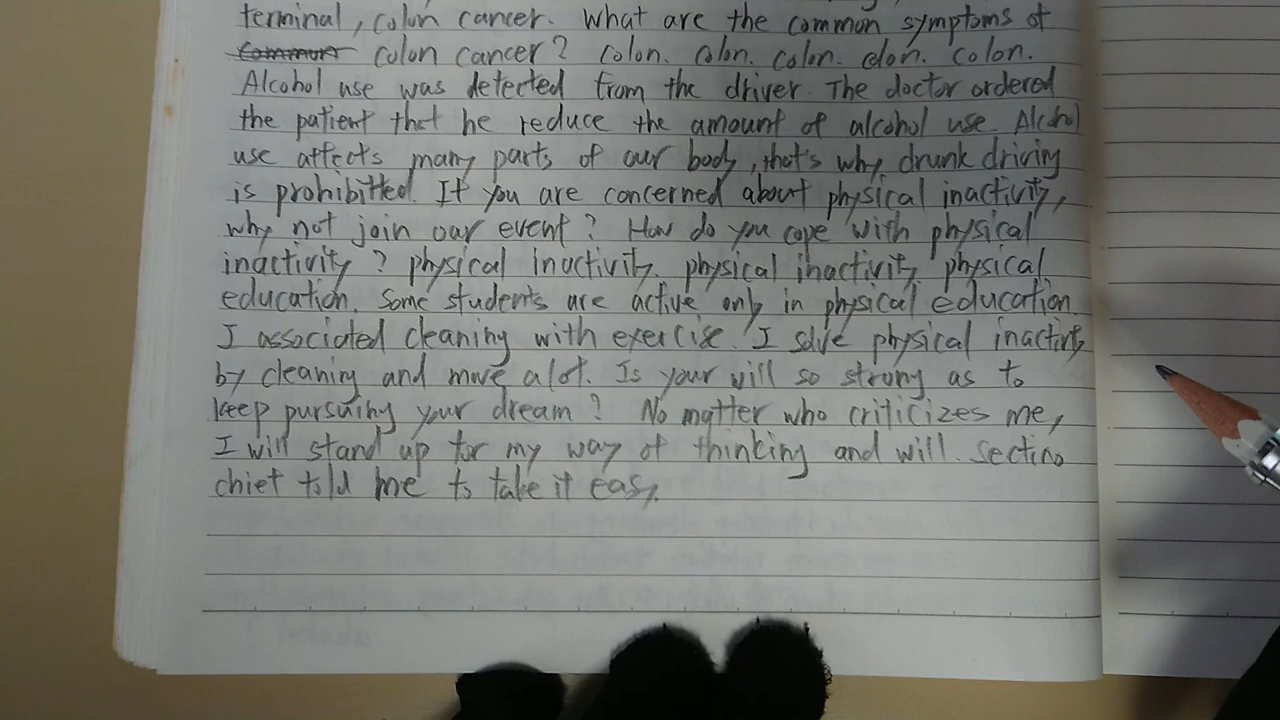 terminal, colon cancer. What are the common symptoms of
common colon cancer? colon. colon. colon. colon. colon.
Alcohol use was detected from the driver. The doctor ordered
the patient that he reduce the amount of alcohol use. Alcohol
use affects many parts of our body, that's why drunk driving
is prohibitted. If you are concerned about physical inactivity,
why not join our event? How do you cope with physical
inactivity? physical inactivity. physical inactivity physical
education. Some students are active only in physical education.
I associated cleaning with exercise. I solve physical inactivity
by cleaning and move alot. Is your will so strong as to
keep pursuing your dream? No matter who criticizes me,
I will stand up for my way of thinking and will. Section
chief told me to take it easy.